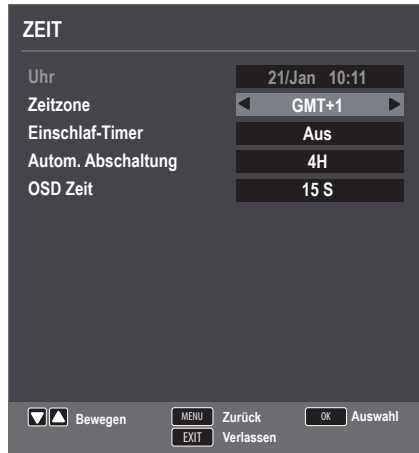 ZEIT
Uhr 21/Jan 10:11
Zeitzone GMT+1
Einschlaf-Timer Aus
Autom. Abschaltung 4H
OSD Zeit 15 S
Bewegen MENU Zurück OK Auswahl
EXIT Verlassen